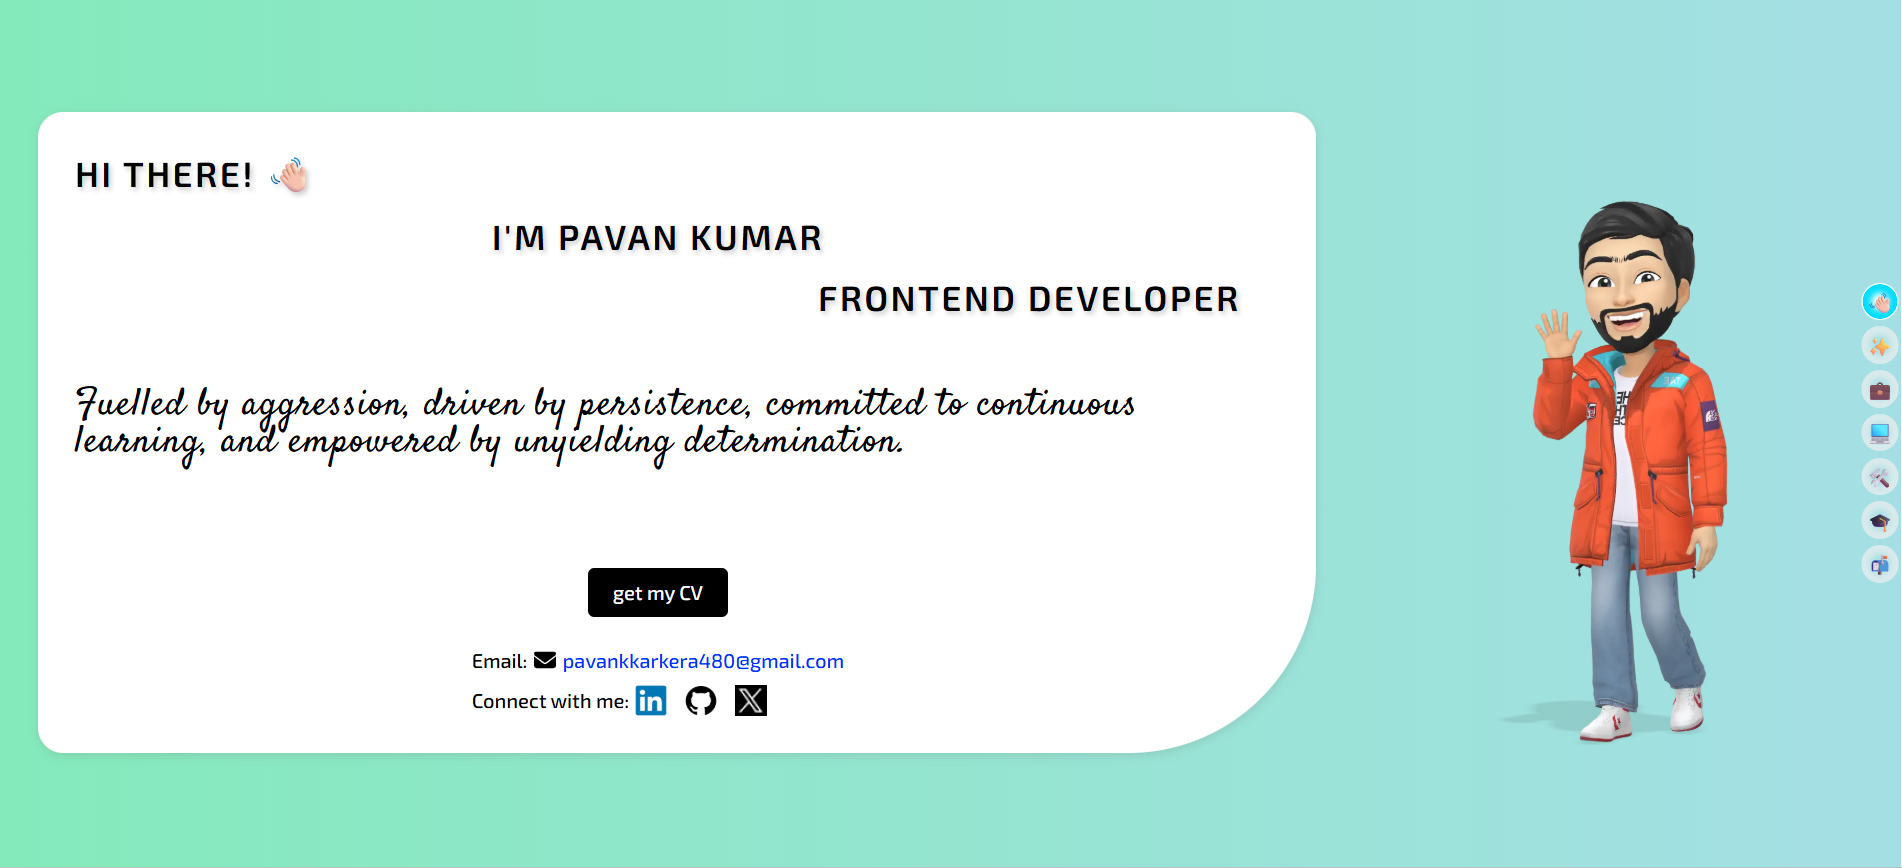 HI THERE!
I'M PAVAN KUMAR
FRONTEND DEVELOPER
Fuelled by aggression, driven by persistence, committed to continuous
learning, and empowered by unyielding determination.
get my CV
Email: pavankkarkera480@gmail.com
Connect with me: in X